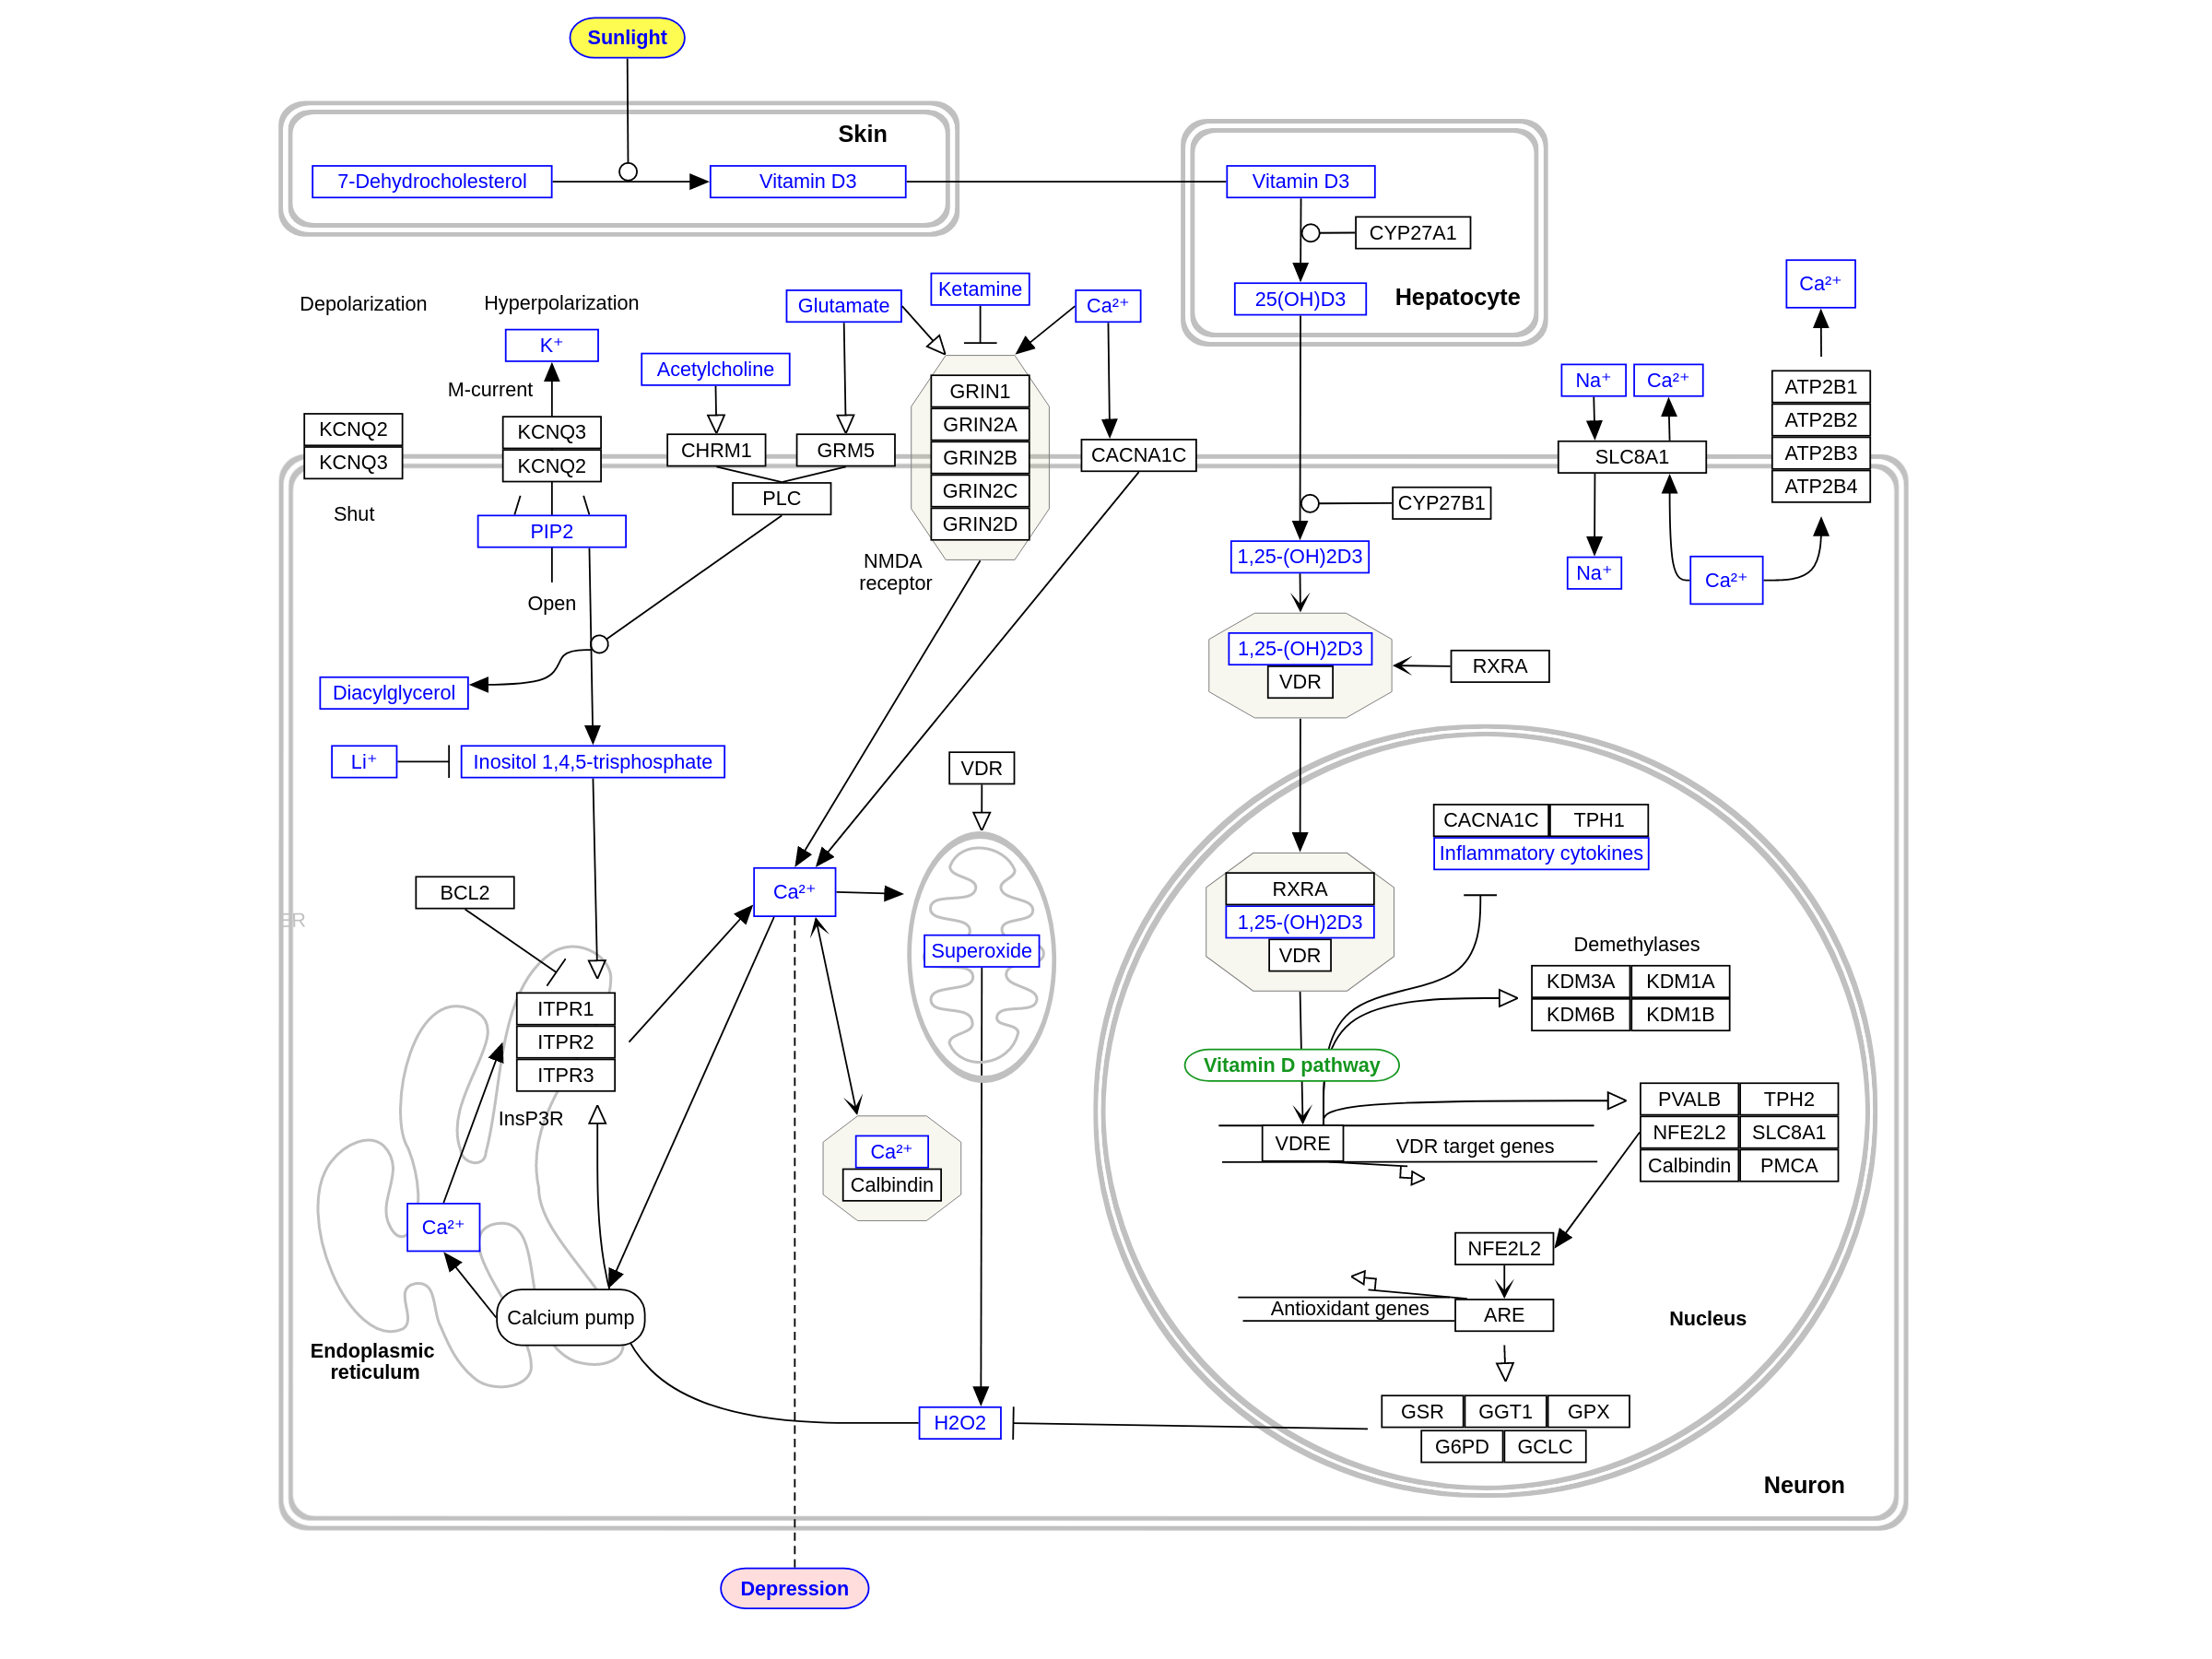 Sunlight
Skin
7-Dehydrocholesterol
Vitamin D3
Vitamin D3
CYP27A1
25(OH)D3
Hepatocyte
Depolarization
Hyperpolarization
K⁺
M-current
Acetylcholine
Glutamate
Ketamine
Ca²⁺
Ca²⁺
Na⁺
Ca²⁺
KCNQ2
KCNQ3
Shut
KCNQ3
KCNQ2
PIP2
Open
CHRM1
GRM5
PLC
GRIN1
GRIN2A
GRIN2B
GRIN2C
GRIN2D
NMDA
receptor
CACNA1C
SLC8A1
ATP2B1
ATP2B2
ATP2B3
ATP2B4
CYP27B1
1,25-(OH)2D3
Na⁺
Ca²⁺
1,25-(OH)2D3
VDR
RXRA
Diacylglycerol
Li⁺
Inositol 1,4,5-trisphosphate
VDR
CACNA1C
TPH1
Inflammatory cytokines
BCL2
ER
Ca²⁺
Superoxide
RXRA
1,25-(OH)2D3
VDR
Demethylases
KDM3A
KDM1A
KDM6B
KDM1B
ITPR1
ITPR2
ITPR3
InsP3R
Vitamin D pathway
VDRE
VDR target genes
PVALB
TPH2
NFE2L2
SLC8A1
Calbindin
PMCA
Ca²⁺
Calbindin
Ca²⁺
Calcium pump
Endoplasmic
reticulum
NFE2L2
ARE
Antioxidant genes
Nucleus
GSR
GGT1
GPX
G6PD
GCLC
H2O2
Neuron
Depression